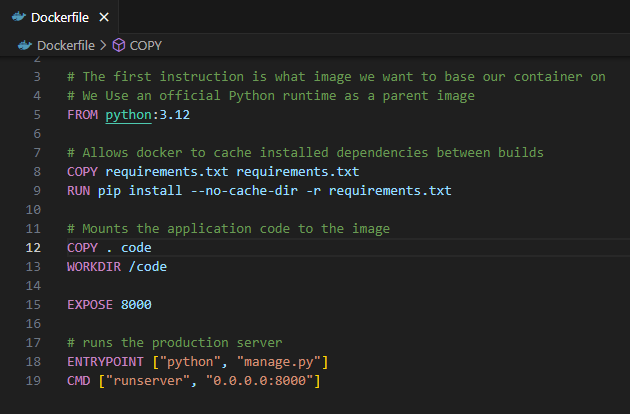 Dockerfile
Dockerfile > COPY
2
3 # The first instruction is what image we want to base our container on
4 # We Use an official Python runtime as a parent image
5 FROM python:3.12
6
7 # Allows docker to cache installed dependencies between builds
8 COPY requirements.txt requirements.txt
9 RUN pip install --no-cache-dir -r requirements.txt
10
11 # Mounts the application code to the image
12 COPY . code
13 WORKDIR /code
14
15 EXPOSE 8000
16
17 # runs the production server
18 ENTRYPOINT ["python", "manage.py"]
19 CMD ["runserver", "0.0.0.0:8000"]